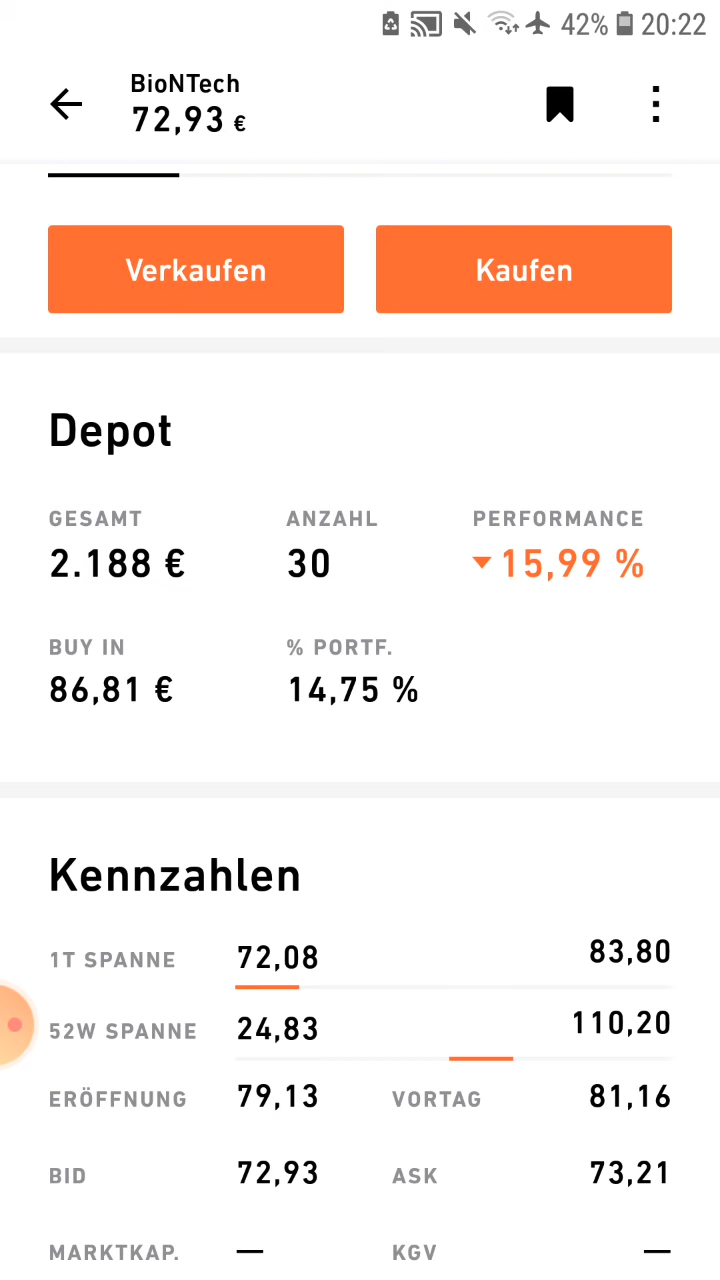 42% 20:22
BioNTech
72,93 €
Verkaufen Kaufen
Depot
GESAMT ANZAHL PERFORMANCE
2.188 € 30 15,99 %
BUY IN % PORTF.
86,81 € 14,75 %
Kennzahlen
1T SPANNE 72,08 83,80
52W SPANNE 24,83 110,20
ERÖFFNUNG 79,13 VORTAG 81,16
BID 72,93 ASK 73,21
MARKTKAP. — KGV —